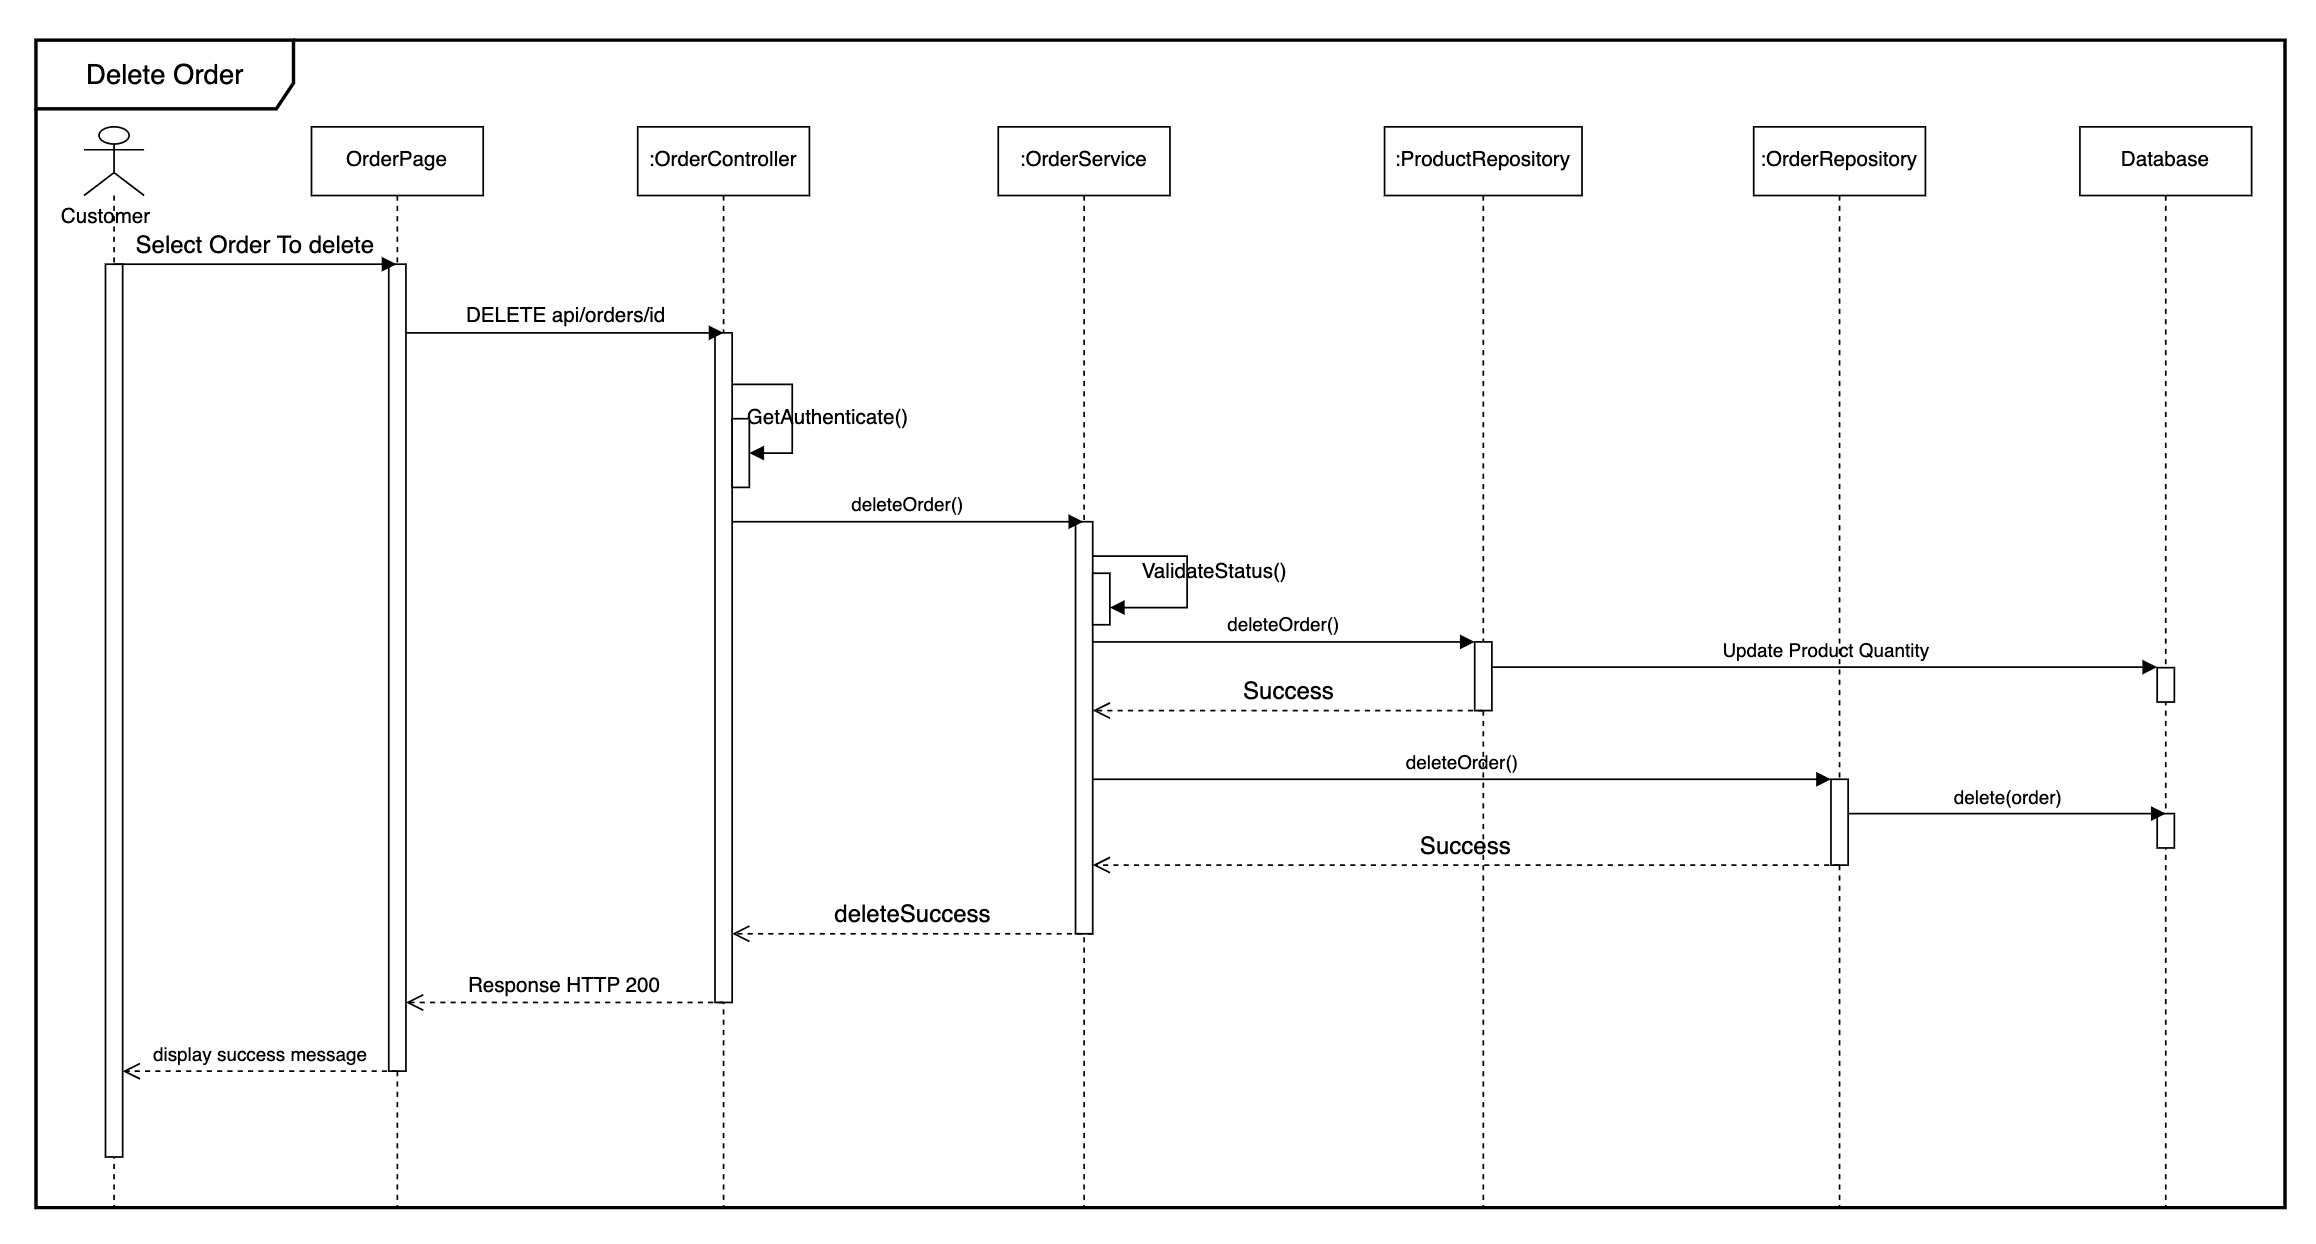 Delete Order
Customer
OrderPage
:OrderController
:OrderService
:ProductRepository
:OrderRepository
Database
Select Order To delete
DELETE api/orders/id
GetAuthenticate()
deleteOrder()
ValidateStatus()
deleteOrder()
Update Product Quantity
Success
deleteOrder()
delete(order)
Success
deleteSuccess
Response HTTP 200
display success message